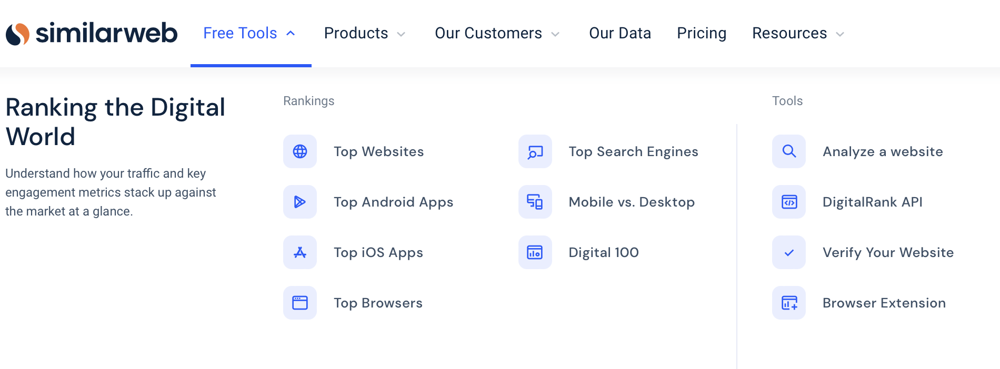 similarweb
Free Tools
Products
Our Customers
Our Data
Pricing
Resources
Ranking the Digital
World
Understand how your traffic and key
engagement metrics stack up against
the market at a glance.
Rankings
Top Websites
Top Android Apps
Top iOS Apps
Top Browsers
Top Search Engines
Mobile vs. Desktop
Digital 100
Tools
Analyze a website
DigitalRank API
Verify Your Website
Browser Extension